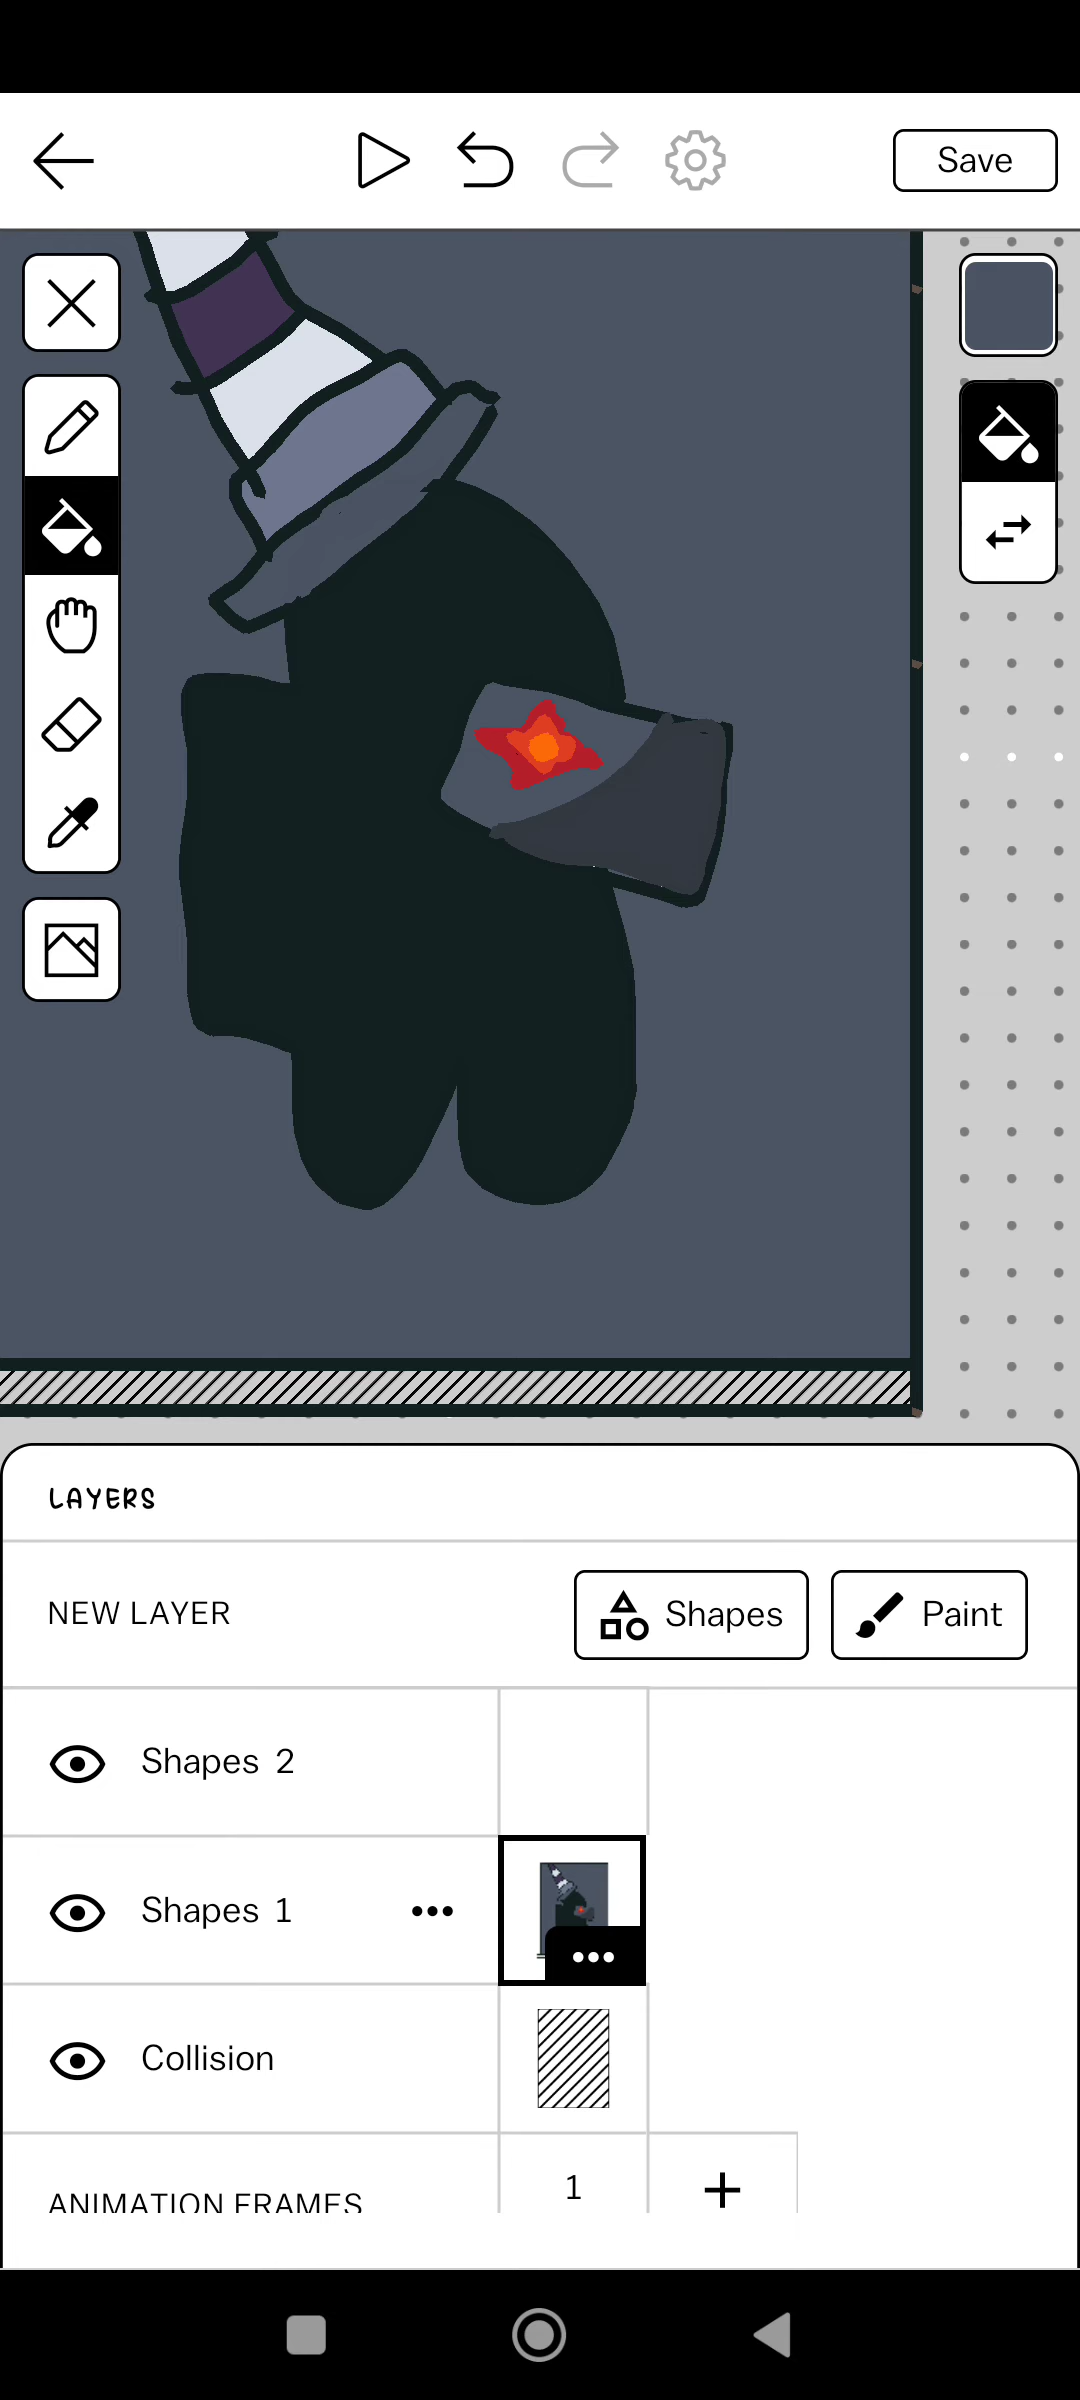 Save
LAYERS
NEW LAYER
Shapes
Paint
Shapes 2
Shapes 1
Collision
ANIMATION FRAMES
1